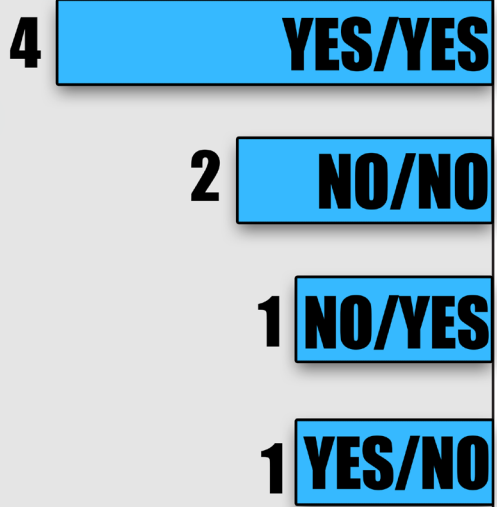 4 YES/YES
2 NO/NO
1 NO/YES
1 YES/NO